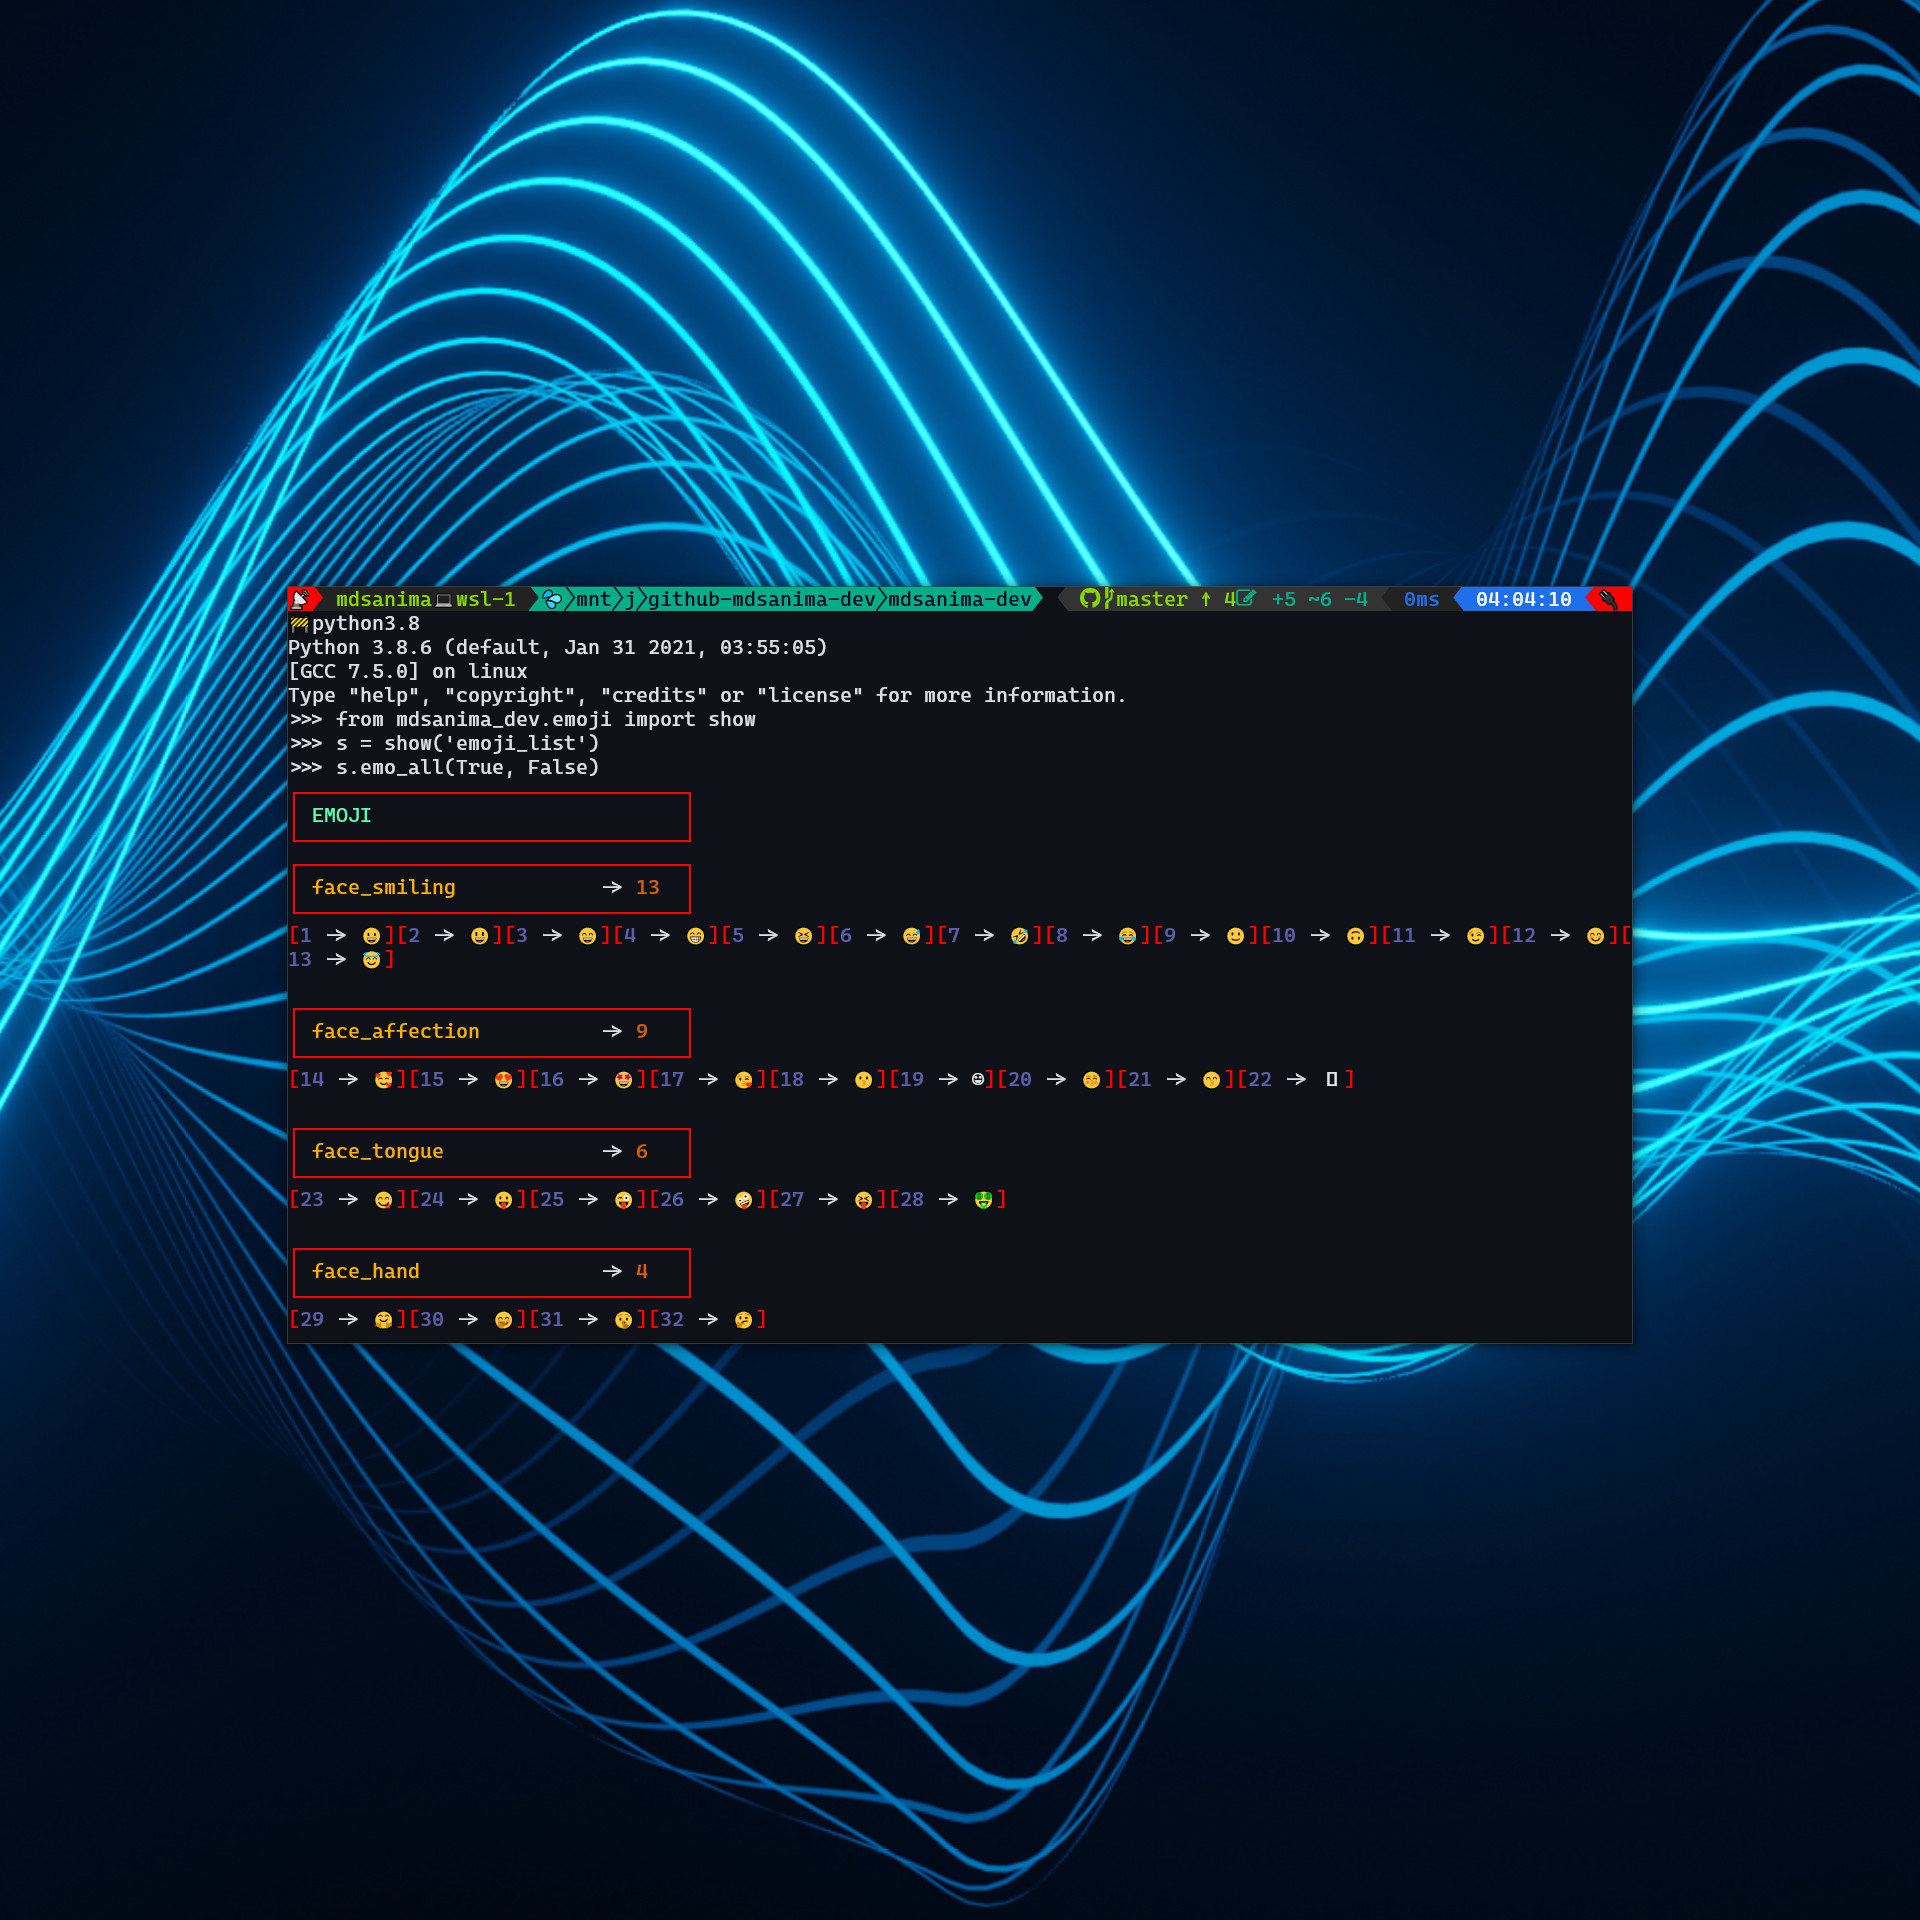 mdsanima💻wsl-1 mnt j github-mdsanima-dev mdsanima-dev master ↑ 4 +5 ~6 -4 0ms 04:04:10
🚧python3.8
Python 3.8.6 (default, Jan 31 2021, 03:55:05)
[GCC 7.5.0] on linux
Type "help", "copyright", "credits" or "license" for more information.
>>> from mdsanima_dev.emoji import show
>>> s = show('emoji_list')
>>> s.emo_all(True, False)
EMOJI
face_smiling → 13
[1 → 😀][2 → 😃][3 → 😄][4 → 😁][5 → 😆][6 → 😅][7 → 🤣][8 → 😂][9 → 🙂][10 → 🙃][11 → 😉][12 → 😊][
13 → 😇]
face_affection → 9
[14 → 🥰][15 → 😍][16 → 🤩][17 → 😘][18 → 😗][19 → ☺][20 → 😚][21 → 😙][22 → ▯]
face_tongue → 6
[23 → 😋][24 → 😛][25 → 😜][26 → 🤪][27 → 😝][28 → 🤑]
face_hand → 4
[29 → 🤗][30 → 🤭][31 → 🤫][32 → 🤔]